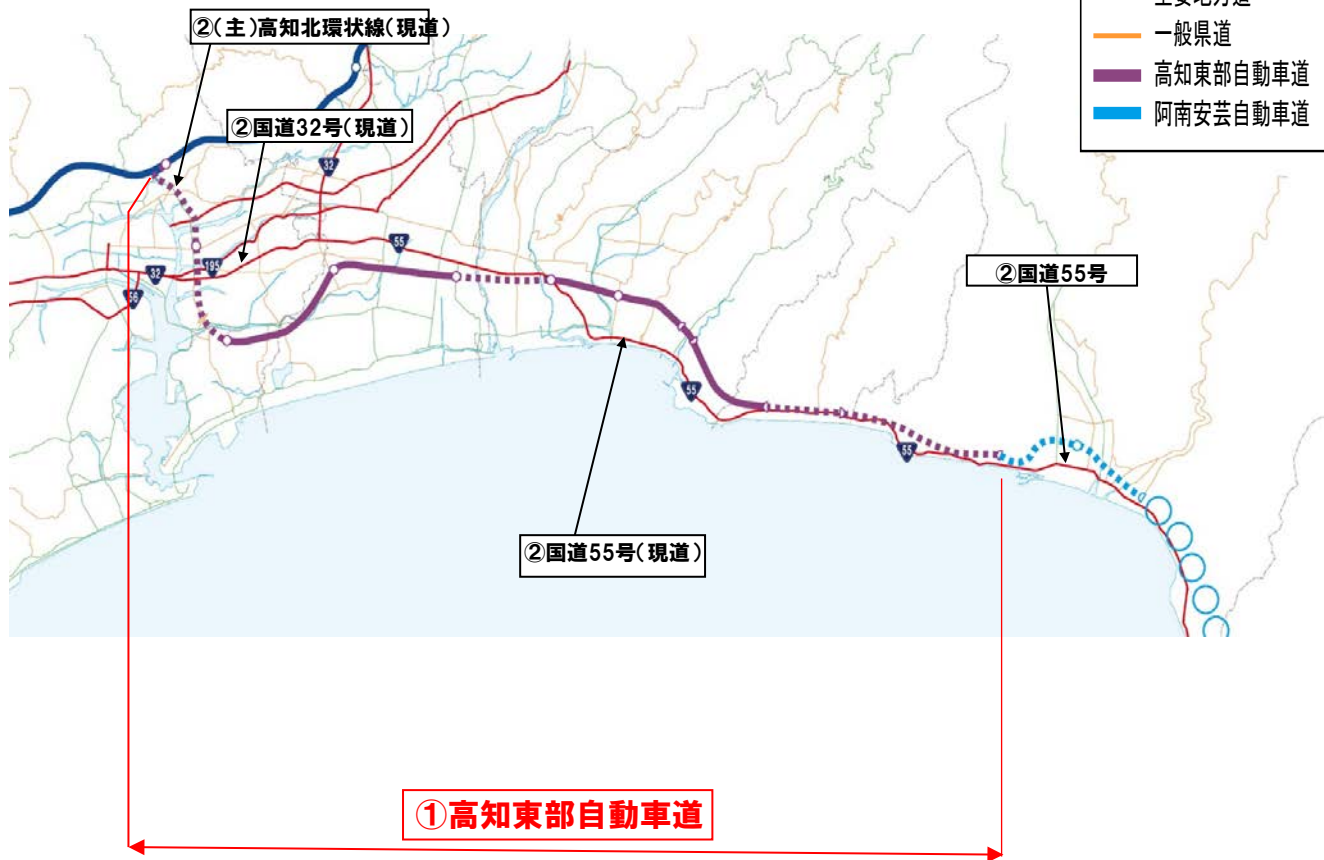 ②(主)高知北環状線(現道)
主要地方道
一般県道
高知東部自動車道
阿南安芸自動車道
②国道32号(現道)
32
55
195
32
56
②国道55号
55
55
②国道55号(現道)
①高知東部自動車道